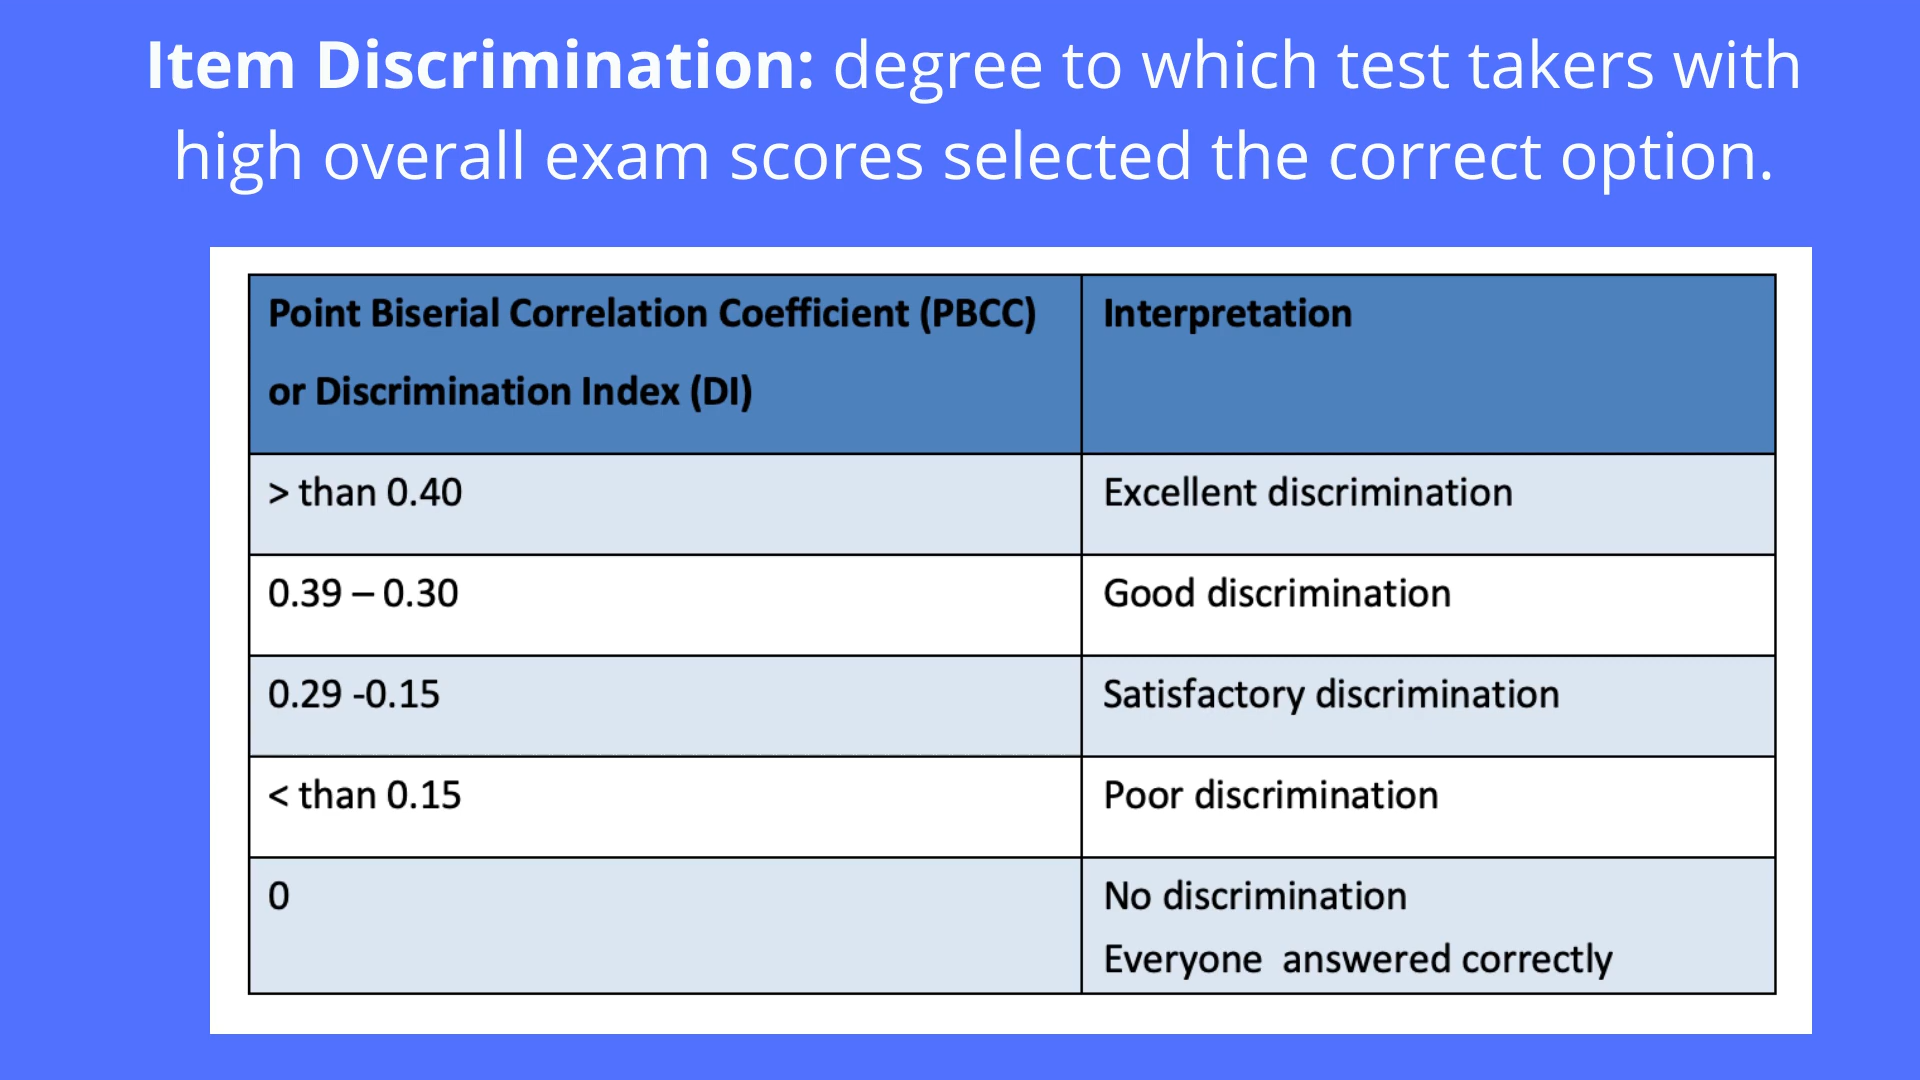 Item Discrimination: degree to which test takers with
high overall exam scores selected the correct option.
Point Biserial Correlation Coefficient (PBCC)
or Discrimination Index (DI)
Interpretation
> than 0.40
Excellent discrimination
0.39 – 0.30
Good discrimination
0.29 -0.15
Satisfactory discrimination
< than 0.15
Poor discrimination
0
No discrimination
Everyone  answered correctly